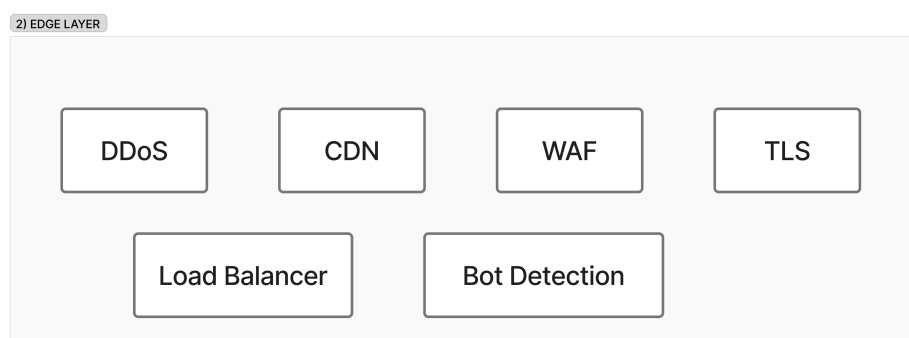 2) EDGE LAYER
DDoS
CDN
WAF
TLS
Load Balancer
Bot Detection